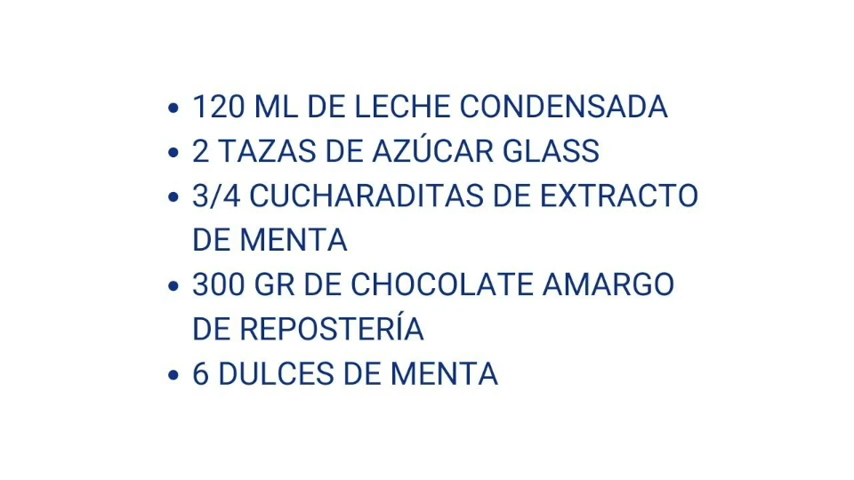 • 120 ML DE LECHE CONDENSADA
• 2 TAZAS DE AZÚCAR GLASS
• 3/4 CUCHARADITAS DE EXTRACTO
DE MENTA
• 300 GR DE CHOCOLATE AMARGO
DE REPOSTERÍA
• 6 DULCES DE MENTA